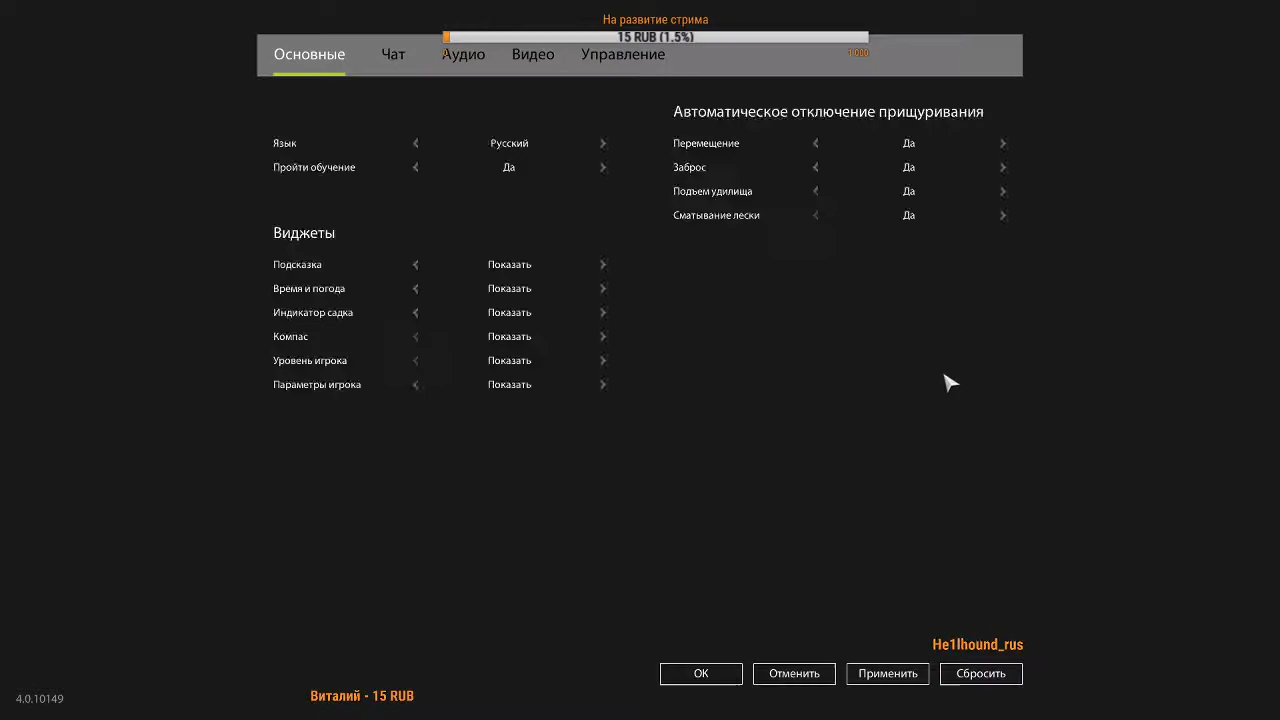 На развитие стрима
15 RUB (1.5%)
0 1 000
Основные Чат Аудио Видео Управление
Автоматическое отключение прищуривания
Язык Русский
Пройти обучение Да
Перемещение Да
Заброс Да
Подъем удилища Да
Сматывание лески Да
Виджеты
Подсказка Показать
Время и погода Показать
Индикатор садка Показать
Компас Показать
Уровень игрока Показать
Параметры игрока Показать
He1lhound_rus
ОК Отменить Применить Сбросить
Виталий - 15 RUB
4.0.10149